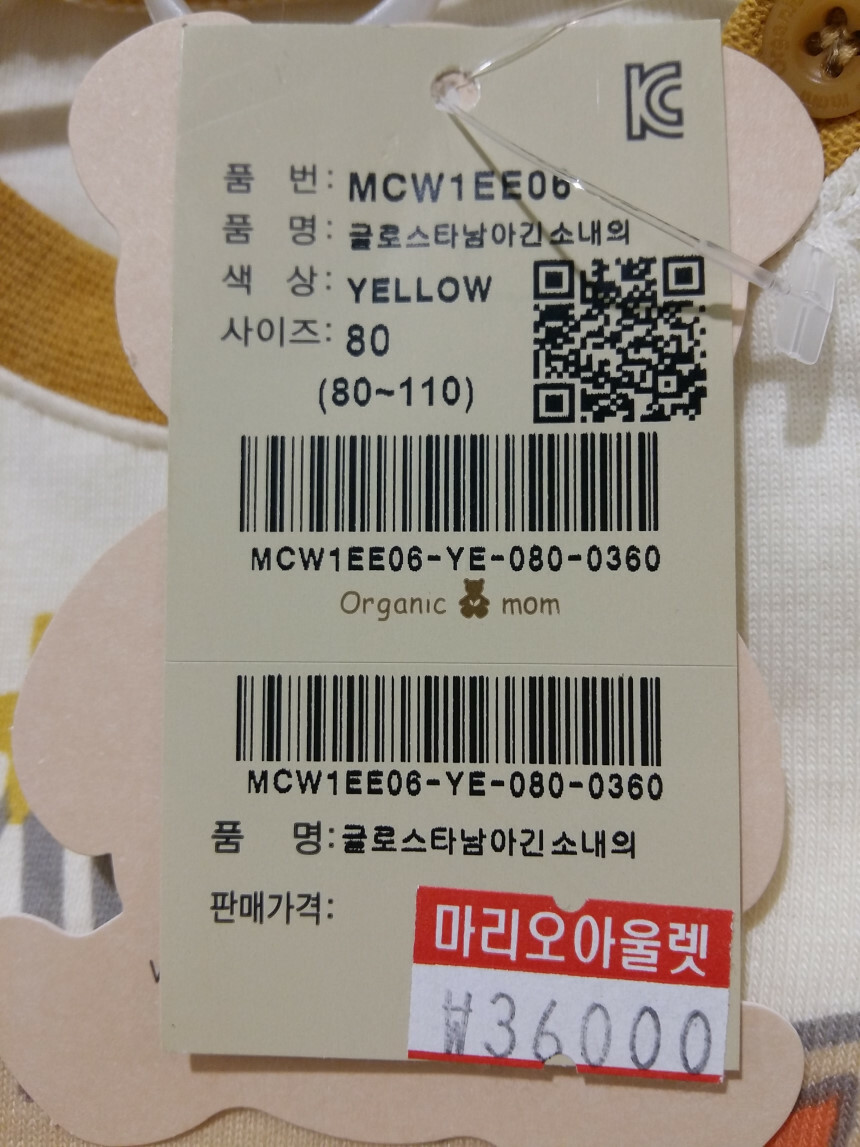 KC
품 번: MCW1EE06
품 명: 글로스타남아긴소내의
색 상: YELLOW
사이즈: 80
(80~110)
MCW1EE06-YE-080-0360
Organic mom
MCW1EE06-YE-080-0360
품 명: 글로스타남아긴소내의
판매가격:
마리오아울렛
₩36000